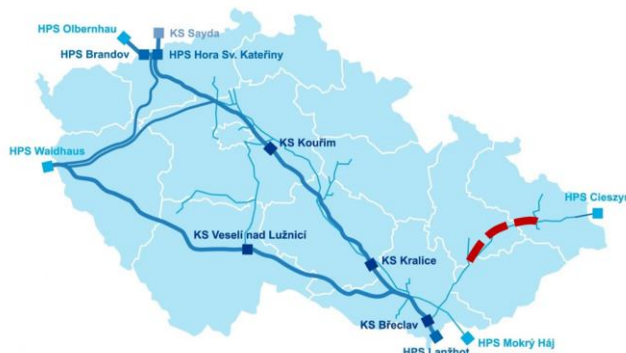 HPS Olbernhau
KS Sayda
HPS Brandov
HPS Hora Sv. Kateřiny
KS Kouřim
HPS Waidhaus
HPS Cieszyn
KS Veselí nad Lužnicí
KS Kralice
KS Břeclav
HPS Mokrý Háj
HPS Lanžhot